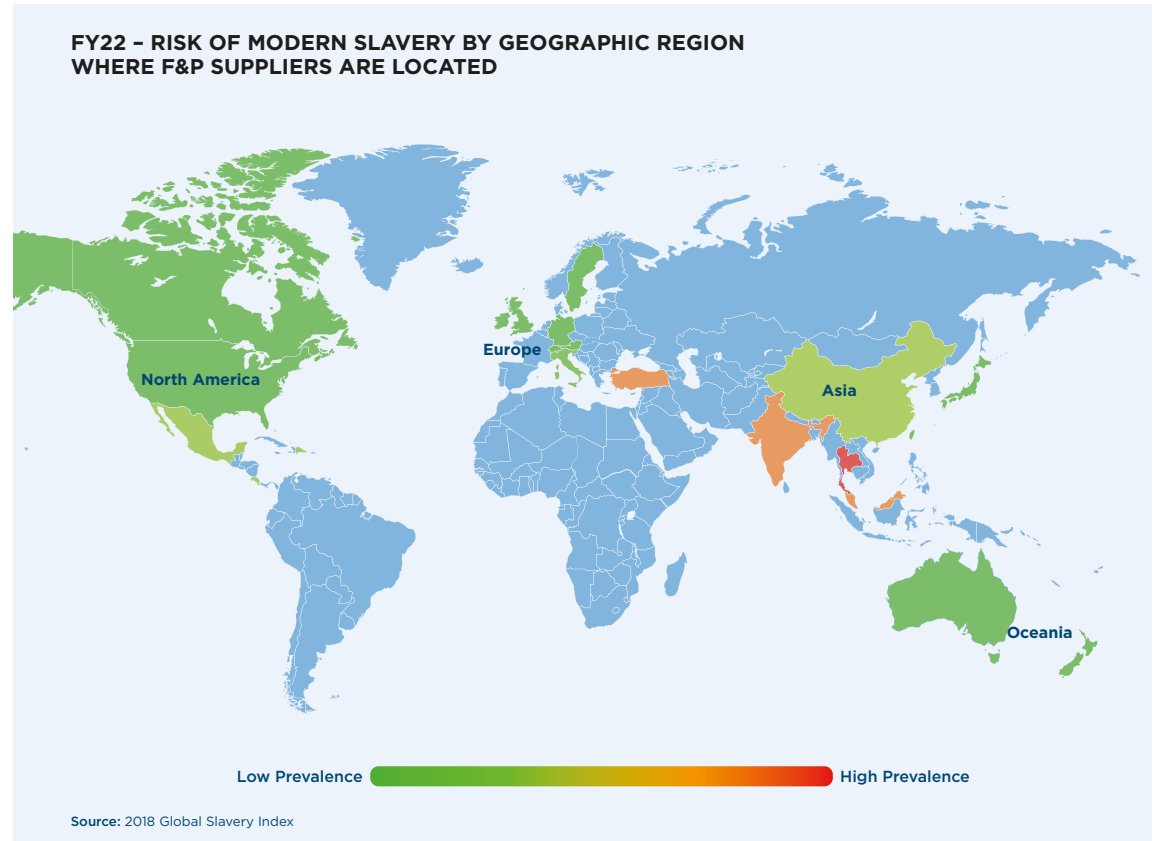 FY22 – RISK OF MODERN SLAVERY BY GEOGRAPHIC REGION
WHERE F&P SUPPLIERS ARE LOCATED
Europe
North America
Asia
Oceania
Low Prevalence
High Prevalence
Source: 2018 Global Slavery Index